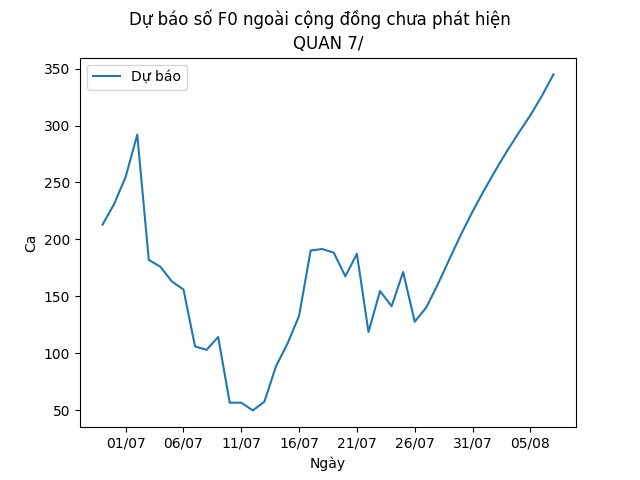 Dự báo số F0 ngoài cộng đồng chưa phát hiện
QUAN 7/
350
300
250
200
150
100
50
Ca
Dự báo
01/07 06/07 11/07 16/07 21/07 26/07 31/07 05/08
Ngày